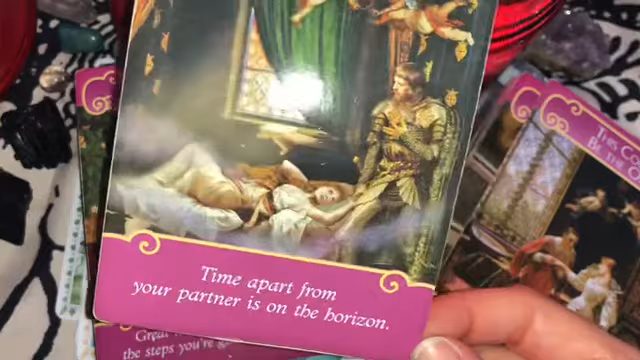 Time apart from
your partner is on the horizon.
the steps you're